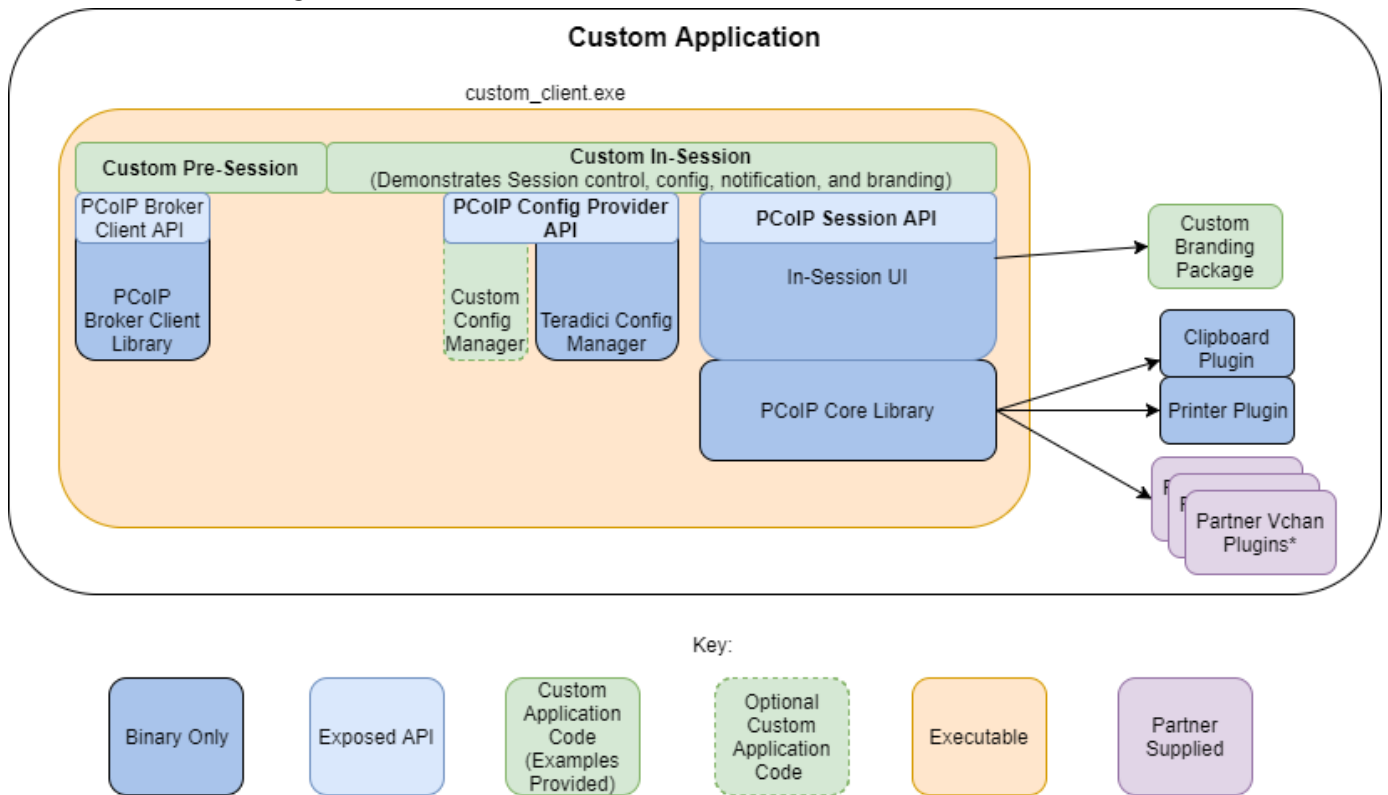 Custom Application
custom_client.exe
Custom Pre-Session
Custom In-Session
(Demonstrates Session control, config, notification, and branding)
PCoIP Broker
Client API
PCoIP Config Provider
API
PCoIP Session API
PCoIP
Broker Client
Library
Custom
Config
Manager
Teradici Config
Manager
In-Session UI
PCoIP Core Library
Custom
Branding
Package
Clipboard
Plugin
Printer Plugin
Partner Vchan
Plugins*
Key:
Binary Only
Exposed API
Custom
Application
Code
(Examples
Provided)
Optional
Custom
Application
Code
Executable
Partner
Supplied